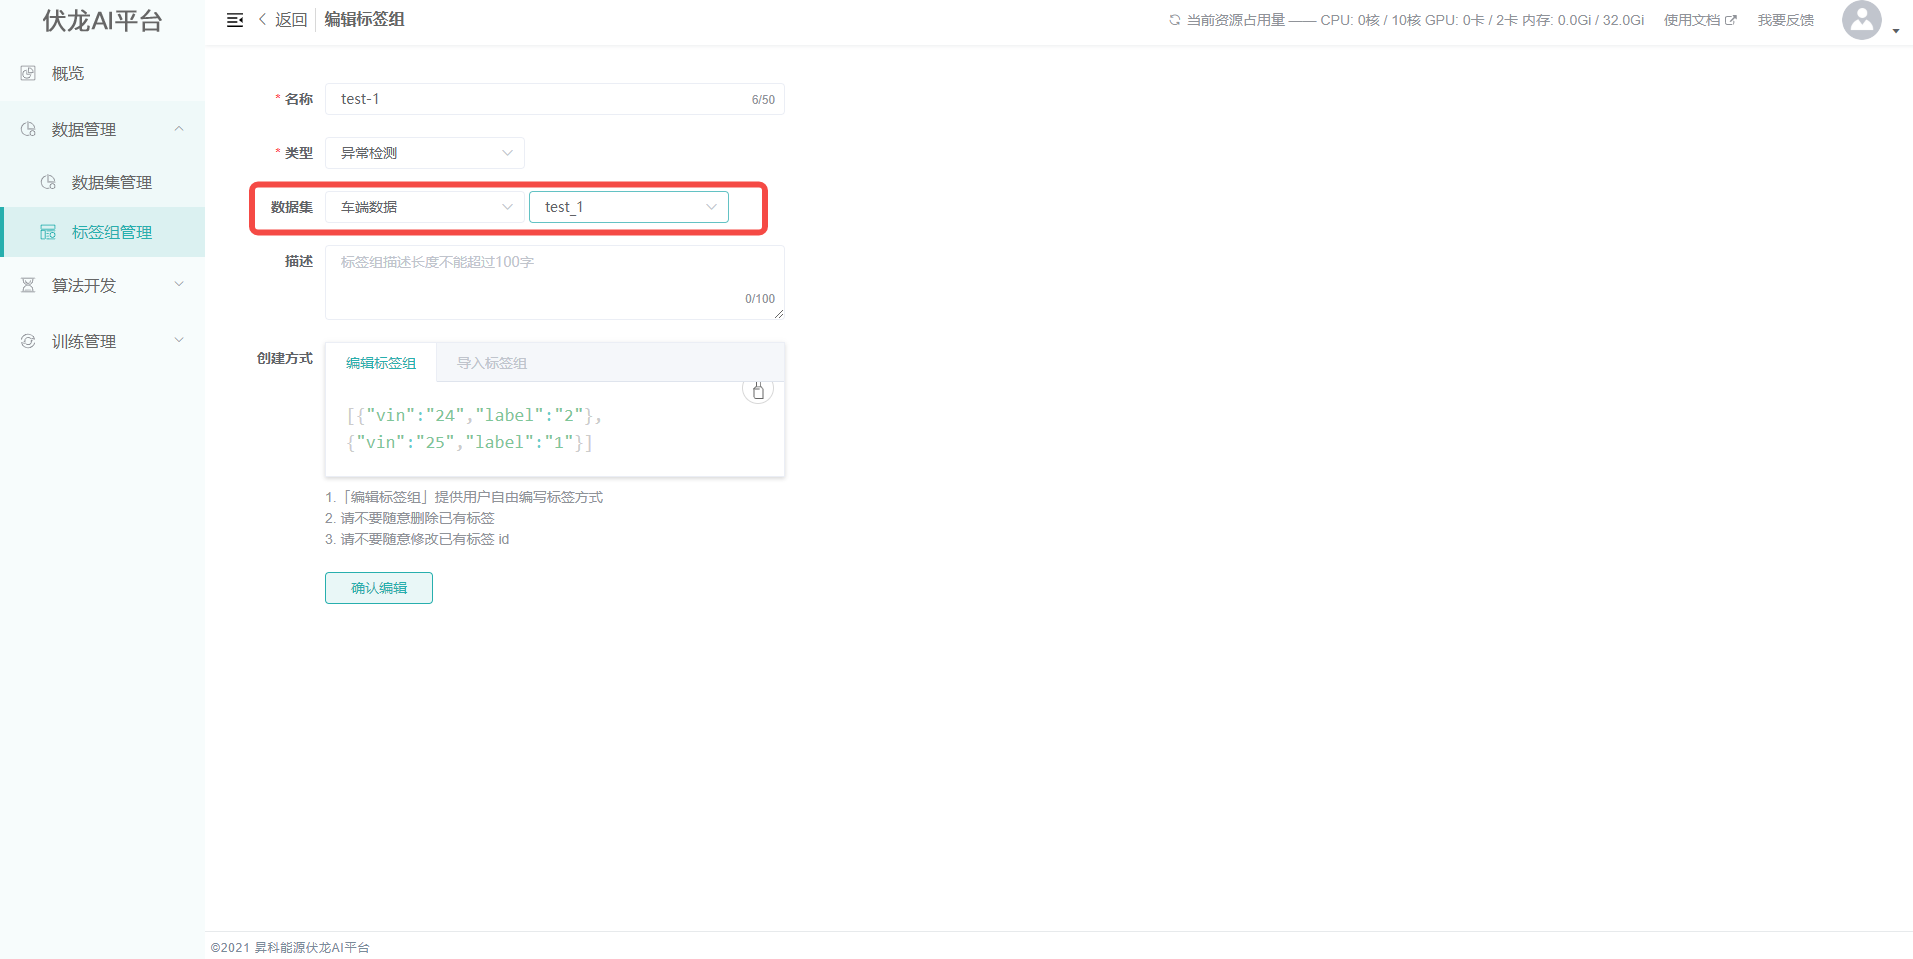 伏龙AI平台
返回
编辑标签组
当前资源占用量 —— CPU: 0核 / 10核 GPU: 0卡 / 2卡 内存: 0.0Gi / 32.0Gi
使用文档
我要反馈
概览
数据管理
数据集管理
标签组管理
算法开发
训练管理
* 名称
test-1
6/50
* 类型
异常检测
数据集
车端数据
test_1
描述
标签组描述长度不能超过100字
0/100
创建方式
编辑标签组
导入标签组
[{"vin":"24","label":"2"},
{"vin":"25","label":"1"}]
1.「编辑标签组」提供用户自由编写标签方式
2. 请不要随意删除已有标签
3. 请不要随意修改已有标签 id
确认编辑
©2021 昇科能源伏龙AI平台